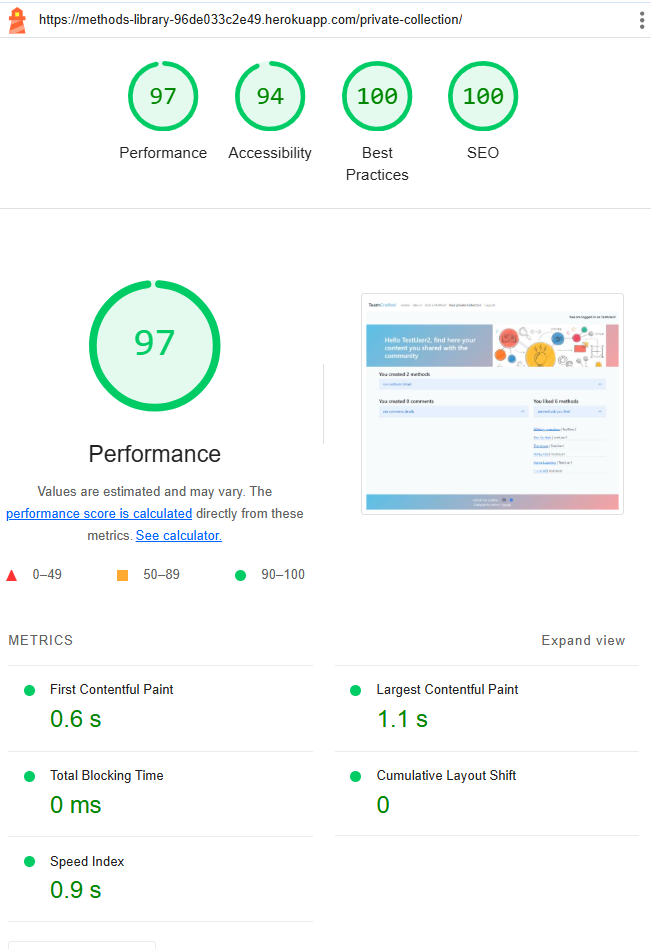 https://methods-library-96de033c2e49.herokuapp.com/private-collection/
97
94
100
100
Performance
Accessibility
Best
Practices
SEO
97
Performance
Values are estimated and may vary. The
performance score is calculated directly from these
metrics. See calculator.
0–49
50–89
90–100
Hello TestUser2, find here your
content you shared with the
community
You created 2 methods
You created 0 comments
You liked 6 methods
METRICS
Expand view
First Contentful Paint
0.6 s
Largest Contentful Paint
1.1 s
Total Blocking Time
0 ms
Cumulative Layout Shift
0
Speed Index
0.9 s